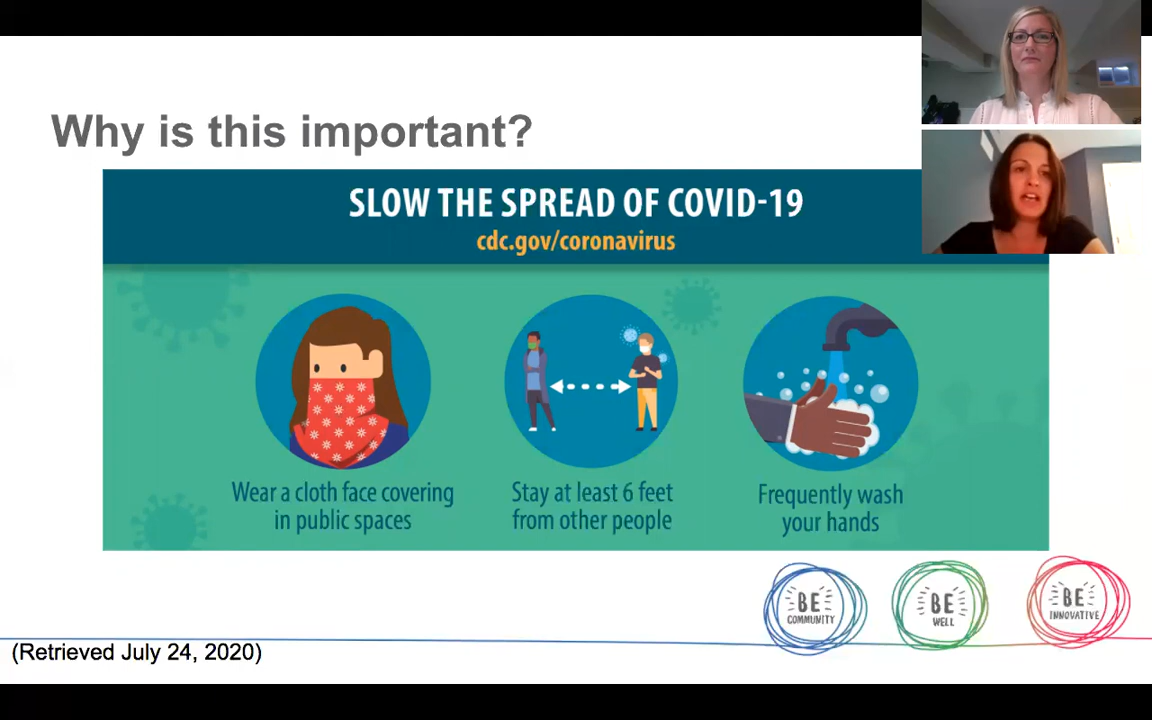 Why is this important?
SLOW THE SPREAD OF COVID-19
cdc.gov/coronavirus
Wear a cloth face covering
in public spaces
Stay at least 6 feet
from other people
Frequently wash
your hands
BE
COMMUNITY
BE
WELL
BE
INNOVATIVE
(Retrieved July 24, 2020)